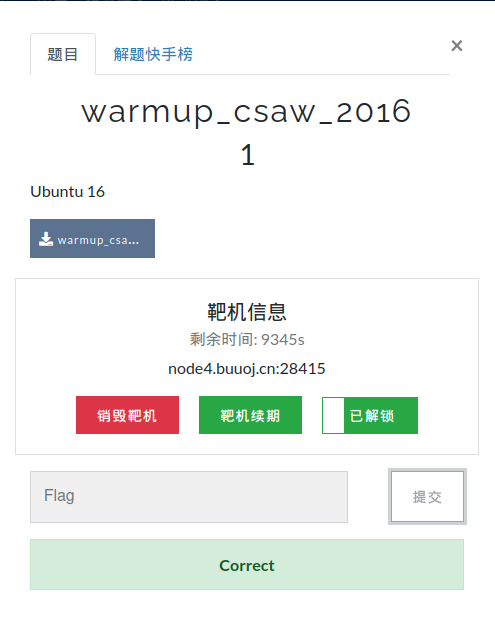 题目 解题快手榜 ×
warmup_csaw_2016
1
Ubuntu 16
warmup_csa...
靶机信息
剩余时间: 9345s
node4.buuoj.cn:28415
销毁靶机 靶机续期 已解锁
Flag 提交
Correct